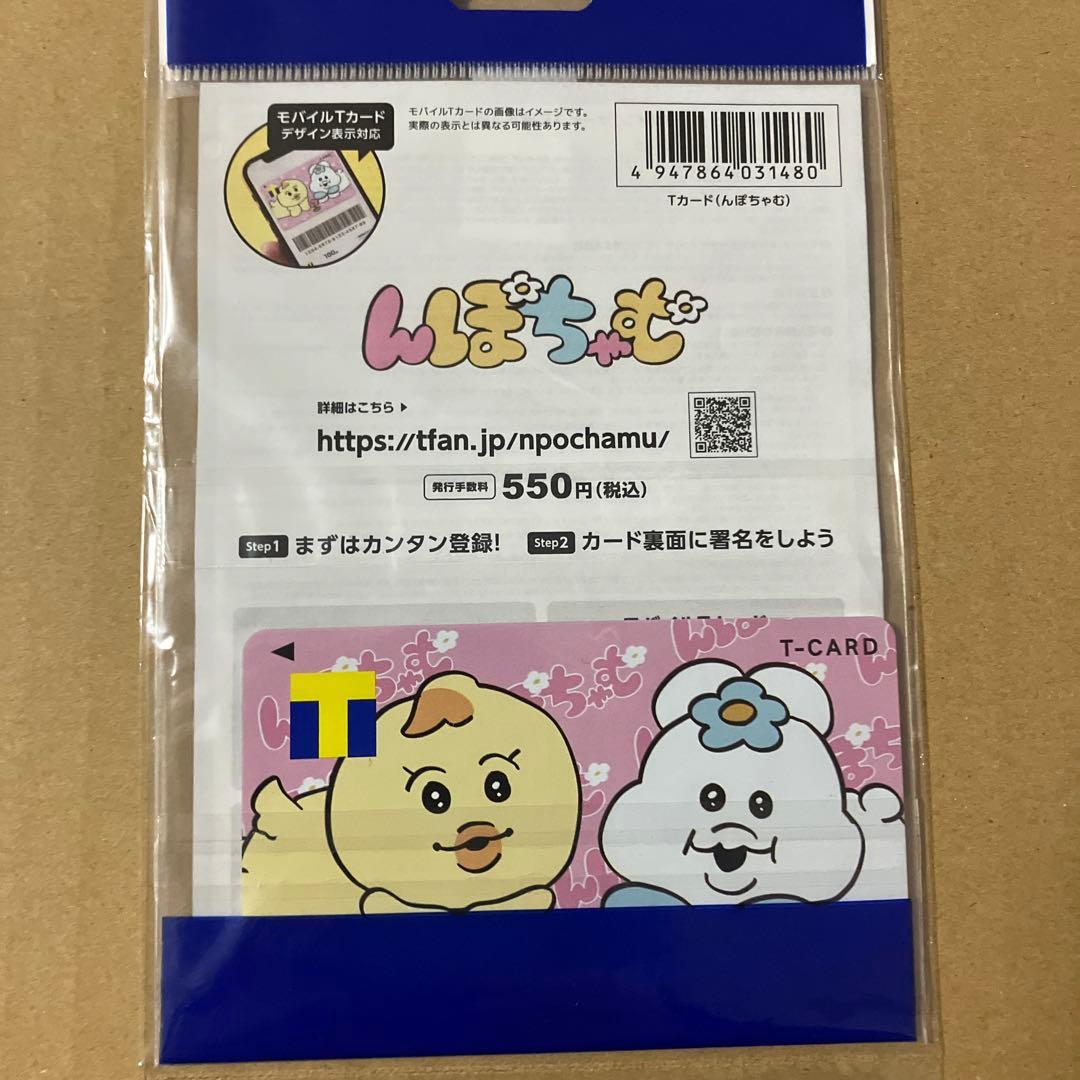 モバイルTカード
デザイン表示対応
モバイルTカードの画像はイメージです。
実際の表示とは異なる可能性あります。
4 947864 031480
Tカード(んぽちゃむ)
んぽちゃむ
詳細はこちら
https://tfan.jp/npochamu/
発行手数料 550円(税込)
Step1 まずはカンタン登録!
Step2 カード裏面に署名をしよう
T-CARD
T
んぽちゃむ